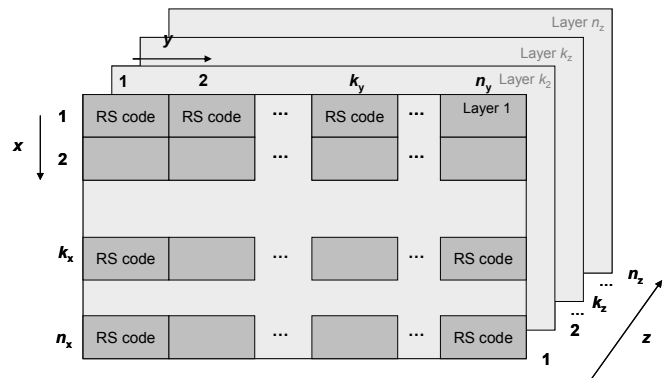 Layer n_z
y
Layer k_z
1 2 k_y n_y Layer k_2
1 RS code RS code ... RS code ... Layer 1
x
2 ... ...
k_x RS code ... ... RS code
n_z
...
k_z
...
n_x RS code ... ... RS code 2 z
1